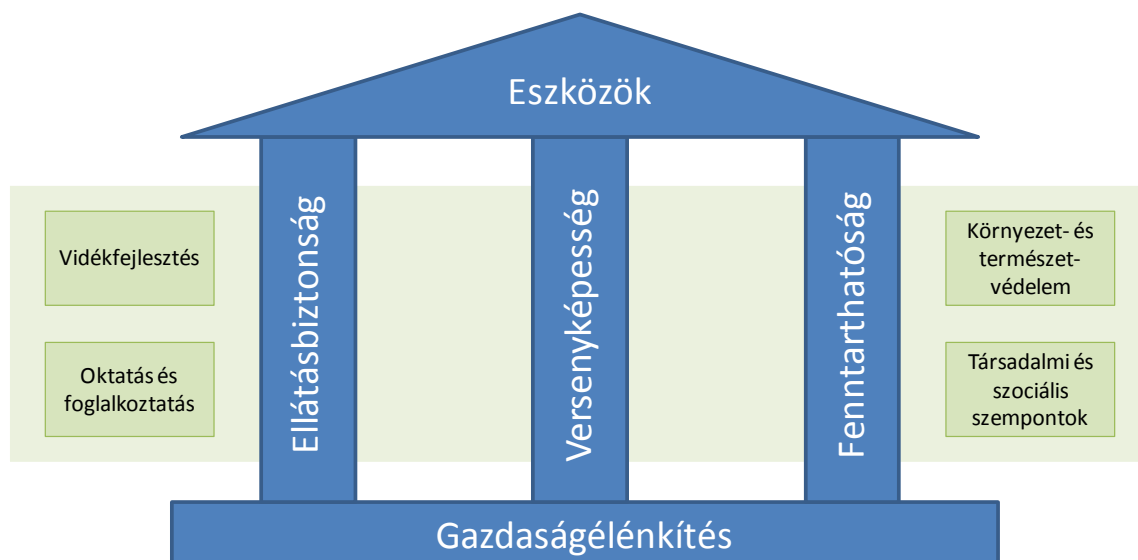 Eszközök
Ellátásbiztonság
Versenyképesség
Fenntarthatóság
Vidékfejlesztés
Oktatás és
foglalkoztatás
Környezet- és
természet-
védelem
Társadalmi és
szociális
szempontok
Gazdaságélénkítés